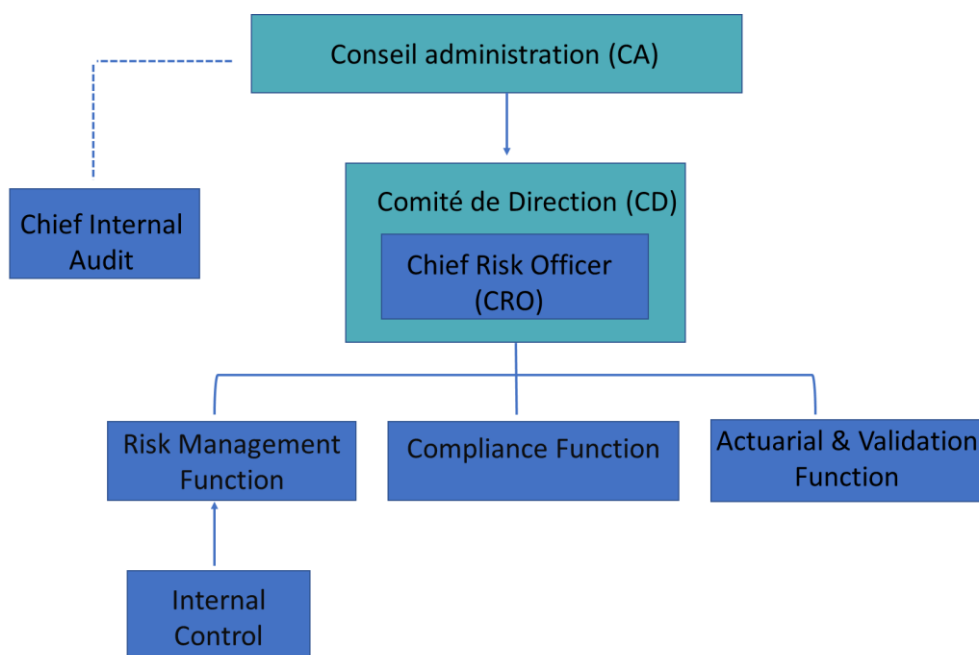 Conseil administration (CA)
Chief Internal
Audit
Comité de Direction (CD)
Chief Risk Officer
(CRO)
Risk Management
Function
Compliance Function
Actuarial & Validation
Function
Internal
Control